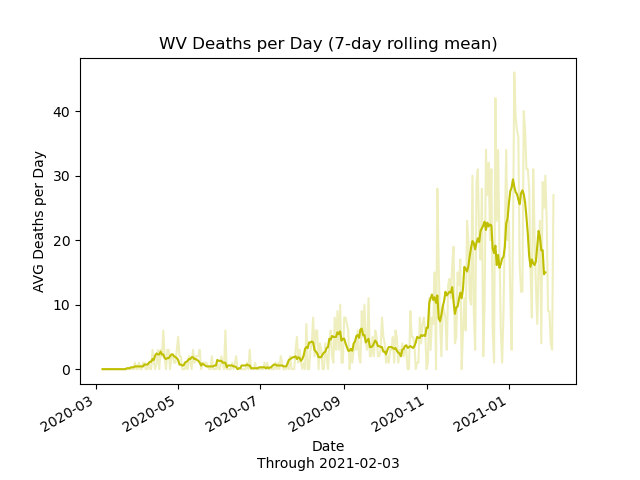 WV Deaths per Day (7-day rolling mean)
AVG Deaths per Day
40
30
20
10
0
2020-03
2020-05
2020-07
2020-09
2020-11
2021-01
Date
Through 2021-02-03